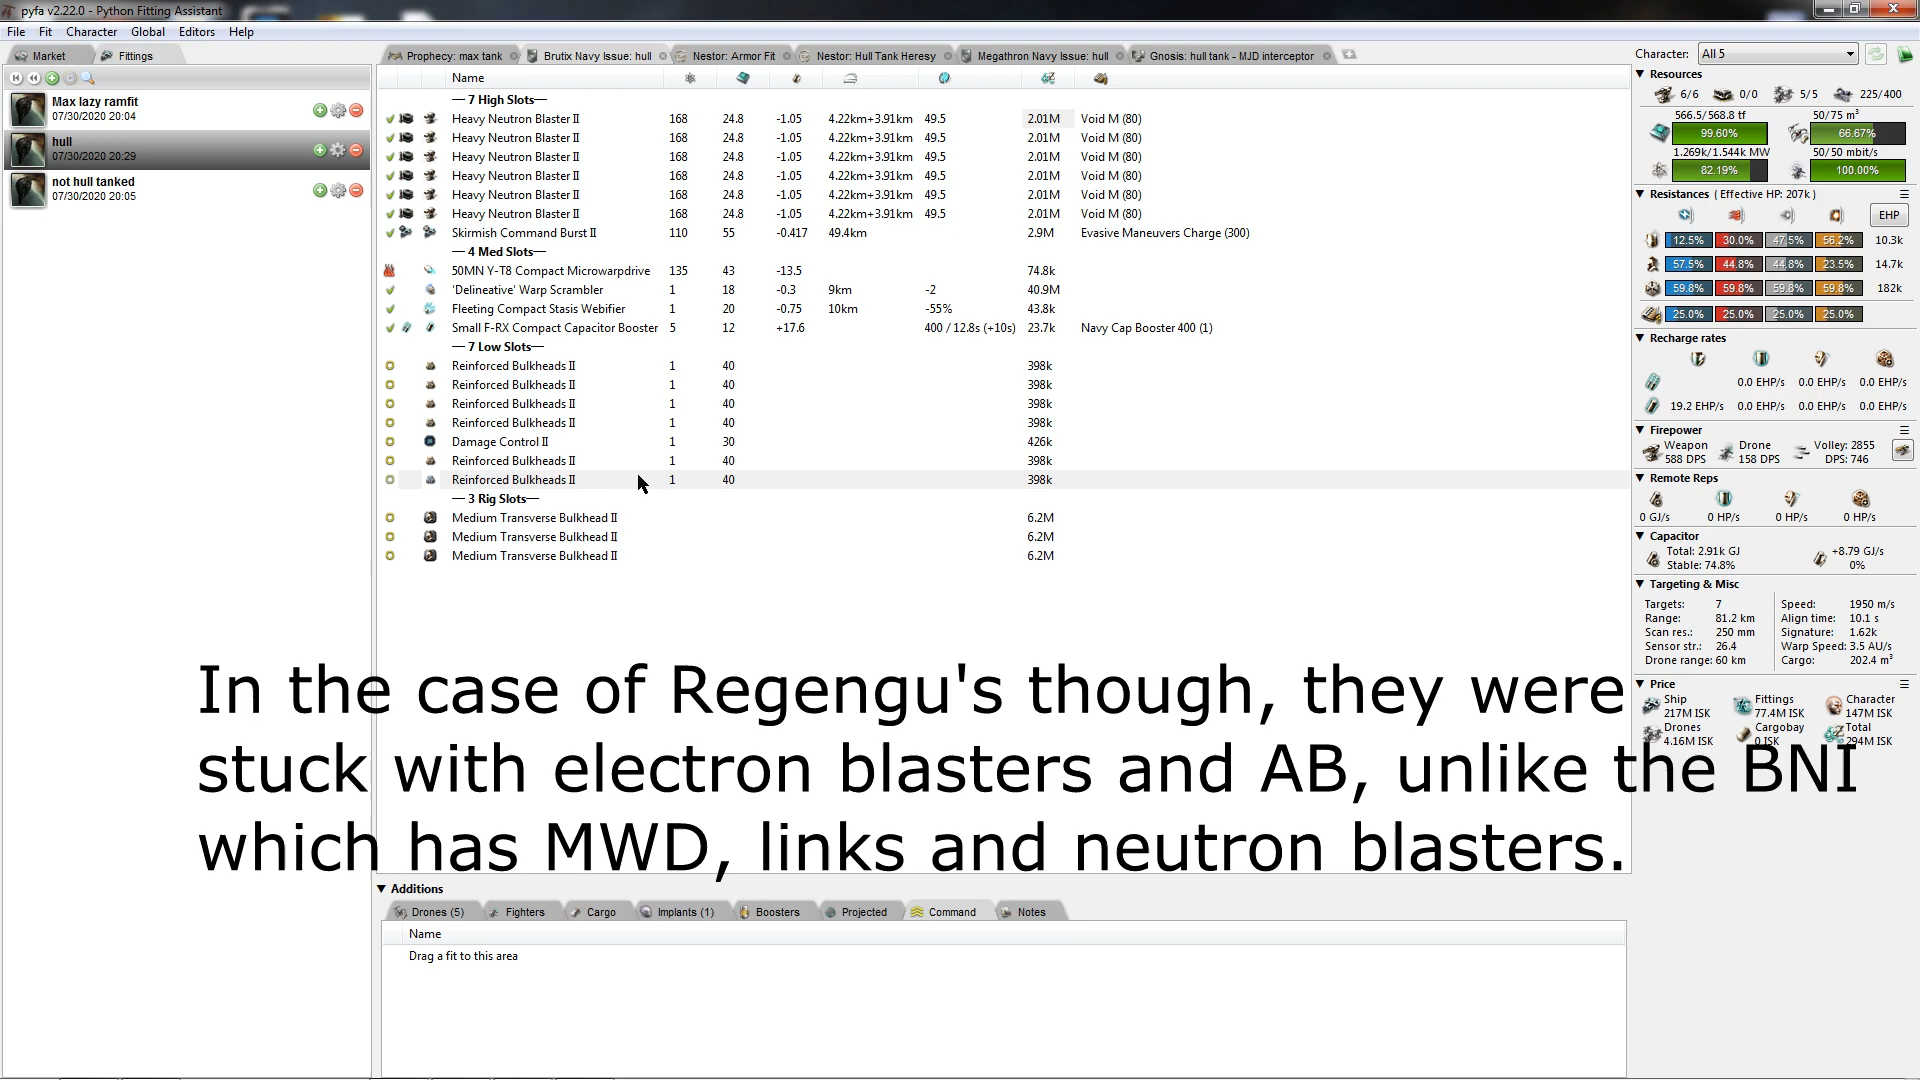 pyfa v2.22.0 - Python Fitting Assistant
File Edit Character Global Editors Help
Market Fittings
Prophecy: max tank Brutix Navy Issue: hull Nestor: Armor Fit Nestor: Hull Tank Heresy Megathron Navy Issue: hull Gnosis: hull tank - MJD interceptor
Character: All 5
Max lazy ramfit
07/30/2020 20:04
hull
07/30/2020 20:29
not hull tanked
07/30/2020 20:05
Name
— 7 High Slots—
Heavy Neutron Blaster II 168 24.8 -1.05 4.22km+3.91km 49.5 2.01M Void M (80)
Heavy Neutron Blaster II 168 24.8 -1.05 4.22km+3.91km 49.5 2.01M Void M (80)
Heavy Neutron Blaster II 168 24.8 -1.05 4.22km+3.91km 49.5 2.01M Void M (80)
Heavy Neutron Blaster II 168 24.8 -1.05 4.22km+3.91km 49.5 2.01M Void M (80)
Heavy Neutron Blaster II 168 24.8 -1.05 4.22km+3.91km 49.5 2.01M Void M (80)
Heavy Neutron Blaster II 168 24.8 -1.05 4.22km+3.91km 49.5 2.01M Void M (80)
Skirmish Command Burst II 110 55 -0.417 49.4km 2.9M Evasive Maneuvers Charge (300)
— 4 Med Slots—
50MN Y-T8 Compact Microwarpdrive 135 43 -13.5 74.8k
'Delineative' Warp Scrambler 1 18 -0.3 9km -2 40.9M
Fleeting Compact Stasis Webifier 1 20 -0.75 10km -55% 43.8k
Small F-RX Compact Capacitor Booster 5 12 +17.6 400 / 12.8s (+10s) 23.7k Navy Cap Booster 400 (1)
— 7 Low Slots—
Reinforced Bulkheads II 1 40 398k
Reinforced Bulkheads II 1 40 398k
Reinforced Bulkheads II 1 40 398k
Reinforced Bulkheads II 1 40 398k
Damage Control II 1 30 426k
Reinforced Bulkheads II 1 40 398k
Reinforced Bulkheads II 1 40 398k
— 3 Rig Slots—
Medium Transverse Bulkhead II 6.2M
Medium Transverse Bulkhead II 6.2M
Medium Transverse Bulkhead II 6.2M
Resources
6/6 0/0 5/5 225/400
566.5/568.8 tf 50/75 m³
99.60% 66.67%
1.269k/1.544k MW 50/50 mbit/s
82.19% 100.00%
Resistances ( Effective HP: 207k )
EHP
12.5% 30.0% 47.5% 56.2% 10.3k
57.5% 44.8% 44.8% 23.5% 14.7k
59.8% 59.8% 59.8% 59.8% 182k
25.0% 25.0% 25.0% 25.0%
Recharge rates
0.0 EHP/s 0.0 EHP/s 0.0 EHP/s
19.2 EHP/s 0.0 EHP/s 0.0 EHP/s 0.0 EHP/s
Firepower
Weapon Drone Volley: 2855
588 DPS 158 DPS DPS: 746
Remote Reps
0 GJ/s 0 HP/s 0 HP/s 0 HP/s
Capacitor
Total: 2.91k GJ +8.79 GJ/s
Stable: 74.8% 0%
Targeting & Misc
Targets: 7 Speed: 1950 m/s
Range: 81.2 km Align time: 10.1 s
Scan res.: 250 mm Signature: 1.62k
Sensor str.: 26.4 Warp Speed: 3.5 AU/s
Drone range: 60 km Cargo: 202.4 m³
Price
Ship Fittings Character
217M ISK 77.4M ISK 147M ISK
Drones Cargobay Total
4.16M ISK 0 ISK 294M ISK
In the case of Regengu's though, they were
stuck with electron blasters and AB, unlike the BNI
which has MWD, links and neutron blasters.
Additions
Drones (5) Fighters Cargo Implants (1) Boosters Projected Command Notes
Name
Drag a fit to this area